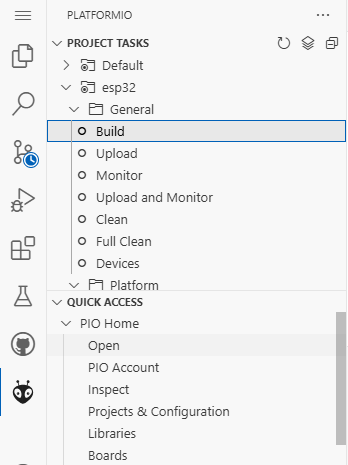 PLATFORMIO
PROJECT TASKS
Default
esp32
General
Build
Upload
Monitor
Upload and Monitor
Clean
Full Clean
Devices
Platform
QUICK ACCESS
PIO Home
Open
PIO Account
Inspect
Projects & Configuration
Libraries
Boards